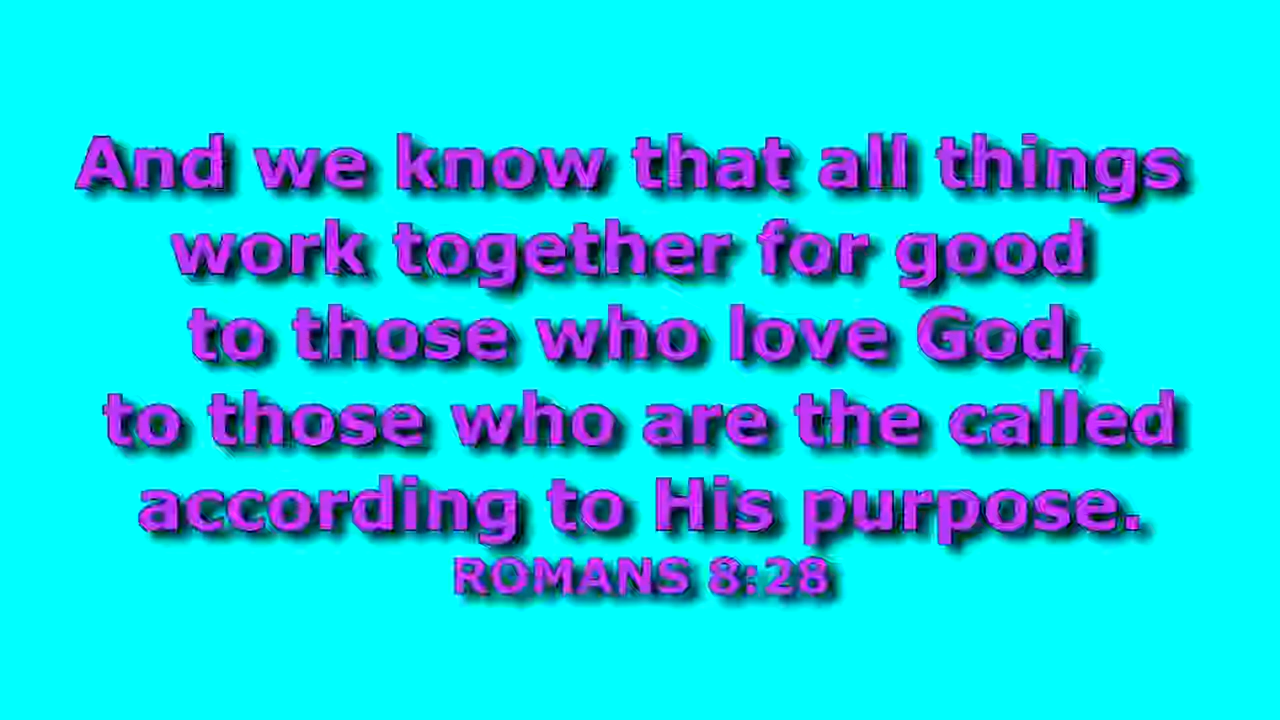 And we know that all things
work together for good
to those who love God,
to those who are the called
according to His purpose.
ROMANS 8:28